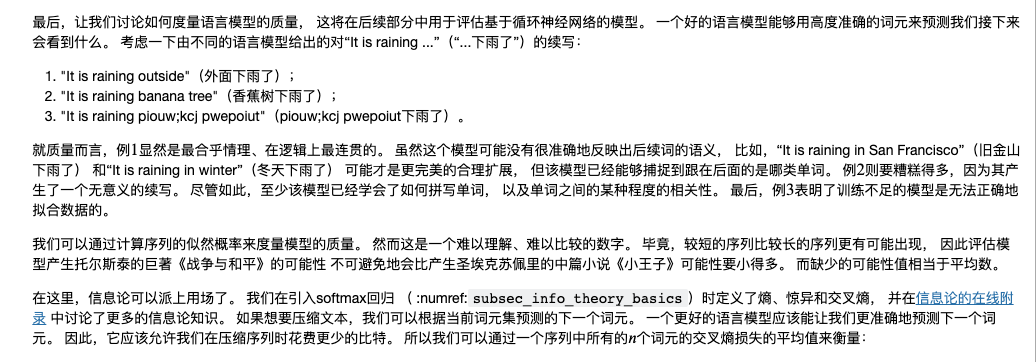 最后，让我们讨论如何度量语言模型的质量， 这将在后续部分中用于评估基于循环神经网络的模型。 一个好的语言模型能够用高度准确的词元来预测我们接下来
会看到什么。 考虑一下由不同的语言模型给出的对“It is raining ...”（“...下雨了”）的续写：
1. "It is raining outside"（外面下雨了）；
2. "It is raining banana tree"（香蕉树下雨了）；
3. "It is raining piouw;kcj pwepoiut"（piouw;kcj pwepoiut下雨了）。
就质量而言，例1显然是最合乎情理、在逻辑上最连贯的。 虽然这个模型可能没有很准确地反映出后续词的语义， 比如，“It is raining in San Francisco”（旧金山
下雨了） 和“It is raining in winter”（冬天下雨了） 可能才是更完美的合理扩展， 但该模型已经能够捕捉到跟在后面的是哪类单词。 例2则要糟糕得多，因为其产
生了一个无意义的续写。 尽管如此，至少该模型已经学会了如何拼写单词， 以及单词之间的某种程度的相关性。 最后，例3表明了训练不足的模型是无法正确地
拟合数据的。
我们可以通过计算序列的似然概率来度量模型的质量。 然而这是一个难以理解、难以比较的数字。 毕竟，较短的序列比较长的序列更有可能出现， 因此评估模
型产生托尔斯泰的巨著《战争与和平》的可能性 不可避免地会比产生圣埃克苏佩里的中篇小说《小王子》可能性要小得多。 而缺少的可能性值相当于平均数。
在这里，信息论可以派上用场了。 我们在引入softmax回归 （ :numref: subsec_info_theory_basics ）时定义了熵、惊异和交叉熵， 并在信息论的在线附
录 中讨论了更多的信息论知识。 如果想要压缩文本，我们可以根据当前词元集预测的下一个词元。 一个更好的语言模型应该能让我们更准确地预测下一个词
元。 因此，它应该允许我们在压缩序列时花费更少的比特。 所以我们可以通过一个序列中所有的n个词元的交叉熵损失的平均值来衡量：